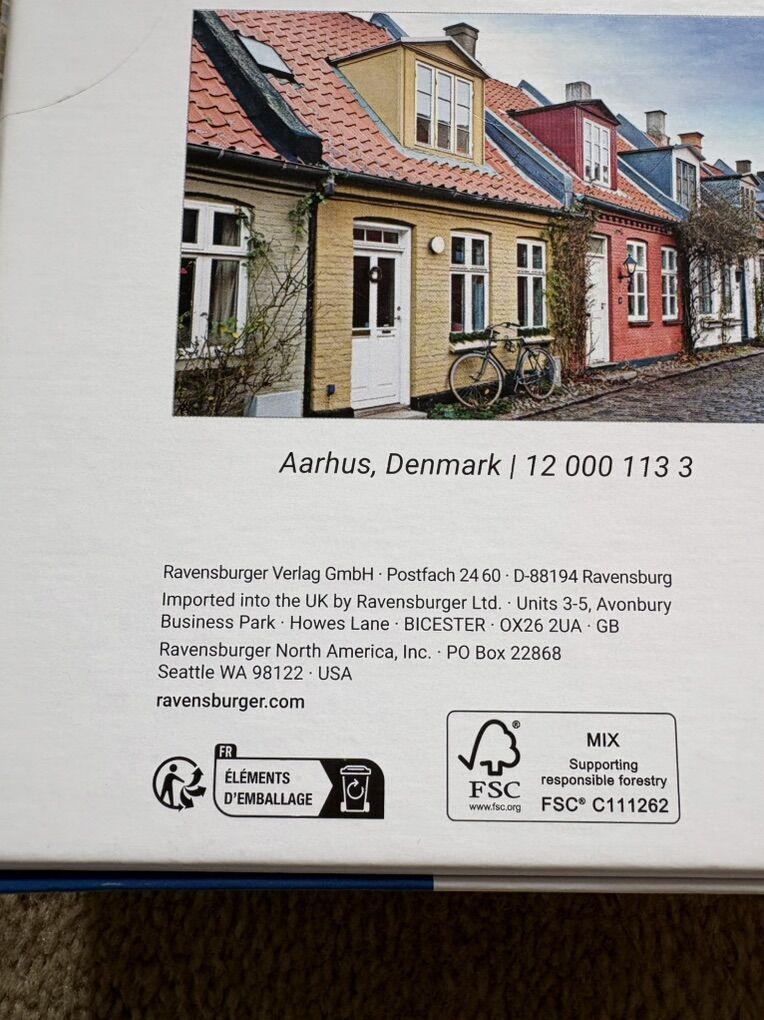 Aarhus, Denmark | 12 000 113 3
Ravensburger Verlag GmbH · Postfach 24 60 · D-88194 Ravensburg
Imported into the UK by Ravensburger Ltd. · Units 3-5, Avonbury
Business Park · Howes Lane · BICESTER · OX26 2UA · GB
Ravensburger North America, Inc. · PO Box 22868
Seattle WA 98122 · USA
ravensburger.com
FR
ÉLÉMENTS
D'EMBALLAGE
®
FSC
www.fsc.org
MIX
Supporting
responsible forestry
FSC® C111262